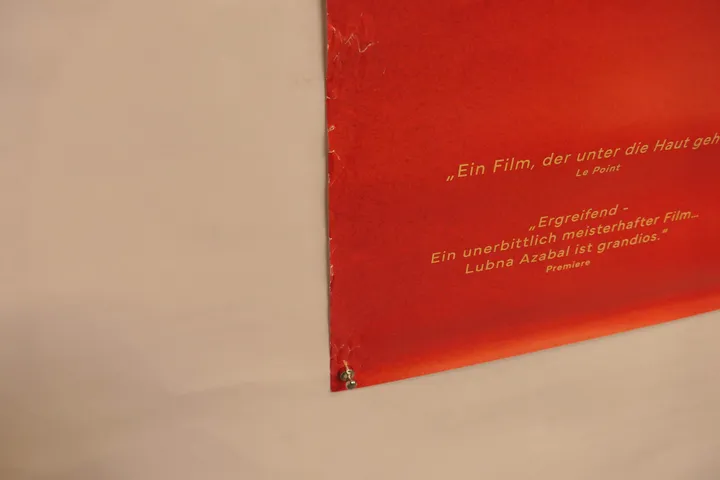 „Ein Film, der unter die Haut geh
Le Point
„Ergreifend -
Ein unerbittlich meisterhafter Film…
Lubna Azabal ist grandios."
Premiere